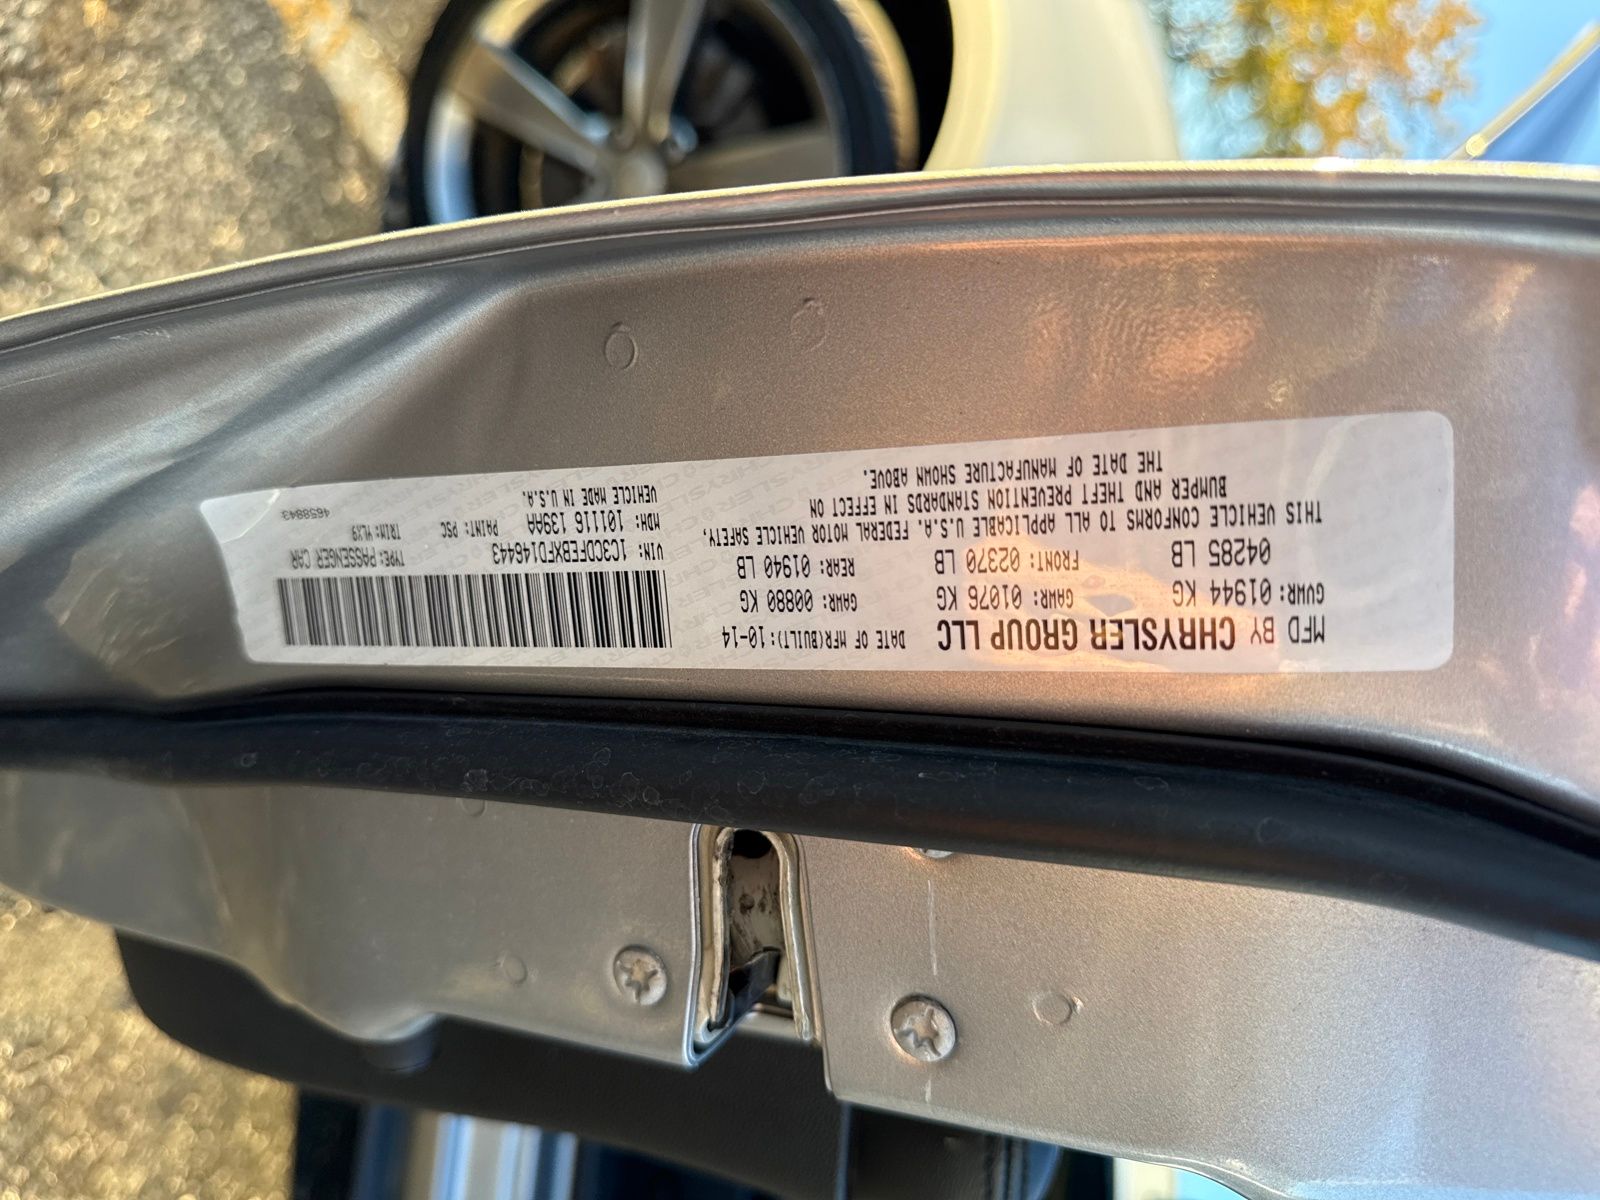 MFD BY CHRYSLER GROUP LLC DATE OF MFR(BUILT):10-14
GVWR:01944 KG GAWR: 01076 KG GAWR: 00880 KG
04285 LB FRONT: 02370 LB REAR: 01940 LB
THIS VEHICLE CONFORMS TO ALL APPLICABLE U.S.A. FEDERAL MOTOR VEHICLE SAFETY,
BUMPER AND THEFT PREVENTION STANDARDS IN EFFECT ON
THE DATE OF MANUFACTURE SHOWN ABOVE.
VIN: 1C3CDFEBXFD146443 TYPE:PASSENGER CAR
MDH: 101116 139AA PAINT: PSC TRIM:VLX9
VEHICLE MADE IN U.S.A. 4658843